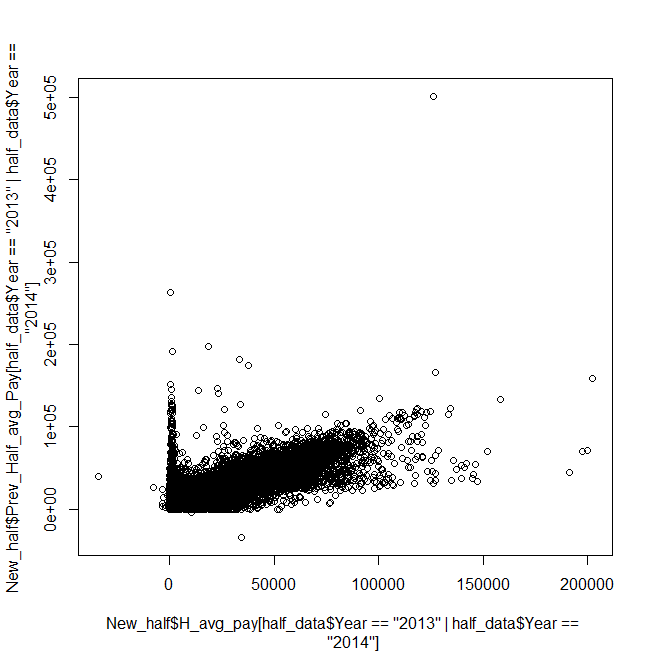 New_half$Prev_Half_avg_Pay[half_data$Year == "2013" | half_data$Year ==
"2014"]
5e+05
4e+05
3e+05
2e+05
1e+05
0e+00
0
50000
100000
150000
200000
New_half$H_avg_pay[half_data$Year == "2013" | half_data$Year ==
"2014"]